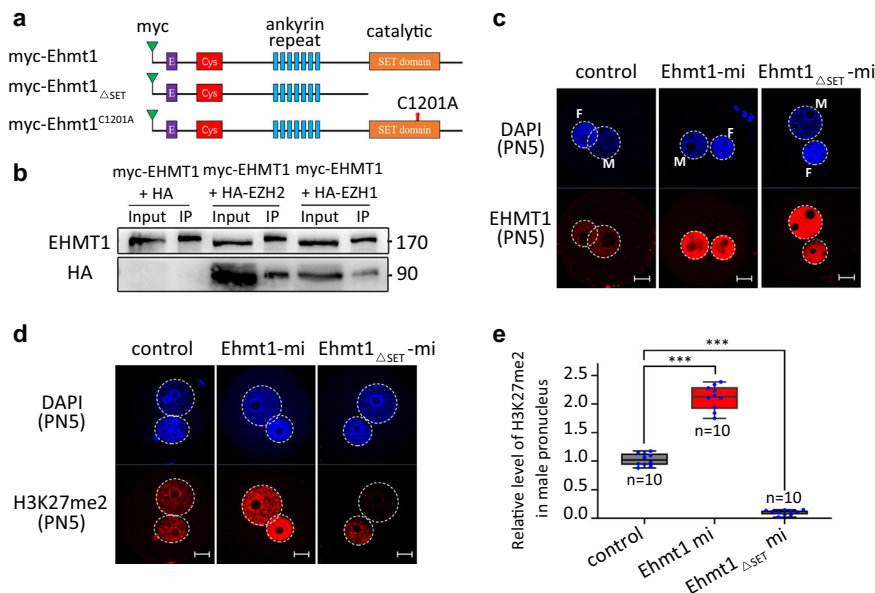 a
myc
ankyrin
repeat
catalytic
myc-Ehmt1
E
Cys
SET domain
myc-Ehmt1△SET
E
Cys
C1201A
myc-Ehmt1C1201A
E
Cys
SET domain
b
myc-EHMT1
+ HA
myc-EHMT1
+ HA-EZH2
myc-EHMT1
+ HA-EZH1
Input IP Input IP Input IP
EHMT1
170
HA
90
c
control Ehmt1-mi Ehmt1△SET-mi
DAPI
(PN5)
F
M
M
F
M
F
EHMT1
(PN5)
d
control Ehmt1-mi Ehmt1△SET-mi
DAPI
(PN5)
H3K27me2
(PN5)
e
Relative level of H3K27me2
in male pronucleus
***
***
2.5
2.0
1.5
1.0
0.5
0.0
n=10
n=10
n=10
control
Ehmt1 mi
Ehmt1 △SET mi